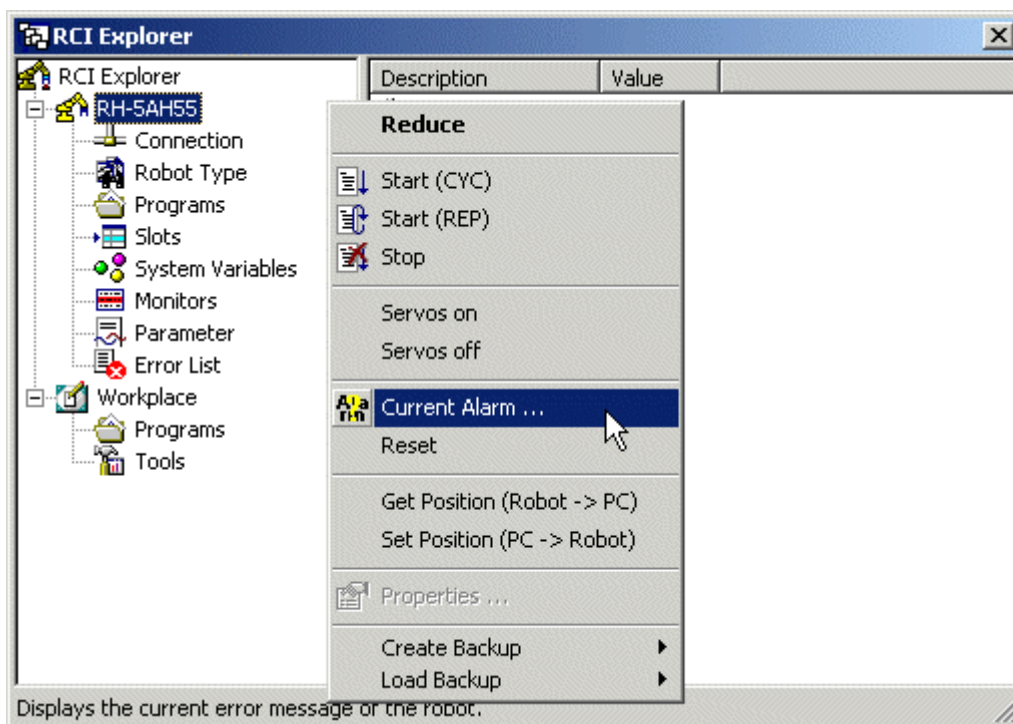 RCI Explorer
RCI Explorer
Description Value
RH-5AH55
Connection
Robot Type
Programs
Slots
System Variables
Monitors
Parameter
Error List
Workplace
Programs
Tools
Reduce
Start (CYC)
Start (REP)
Stop
Servos on
Servos off
Current Alarm ...
Reset
Get Position (Robot -> PC)
Set Position (PC -> Robot)
Properties ...
Create Backup
Load Backup
Displays the current error message of the robot.